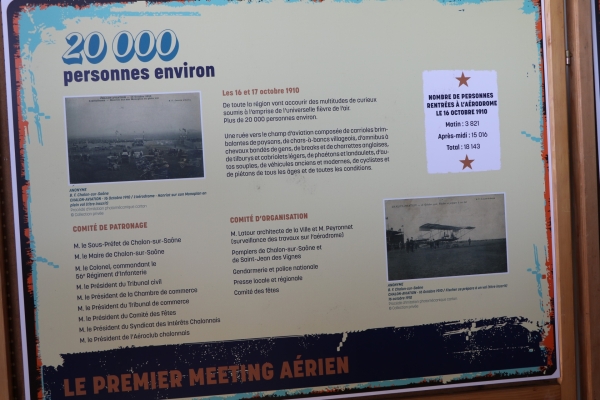 20 000
personnes environ
Les 16 et 17 octobre 1910
De toute la région vont accourir des multitudes de curieux
soumis à l'emprise de l'universelle fièvre de l'air.
Plus de 20 000 personnes environ.
Une ruée vers le champ d'aviation composée de carrioles brim-
balantes de paysans, de chars-à-bancs villageois, d'omnibus à
chevaux bondés de gens, de breaks et de charrettes anglaises,
de tilburys et cabriolets légers, de phaétons et landaulets, d'au-
tos souples, de véhicules anciens et modernes, de cyclistes et
de piétons de tous les âges et de toutes les conditions.
NOMBRE DE PERSONNES
RENTRÉES À L'AÉRODROME
LE 16 OCTOBRE 1910
Matin : 3 821
Après-midi : 15 016
Total : 18 143
ANONYME
COMITÉ DE PATRONAGE
M. le Sous-Préfet de Chalon-sur-Saône
M. le Maire de Chalon-sur-Saône
M. le Colonel, commandant le
56e Régiment d'Infanterie
M. le Président du Tribunal civil
M. le Président de la Chambre de commerce
M. le Président du Tribunal de commerce
M. le Président du Comité des Fêtes
M. le Président du Syndicat des Intérêts Chalonnais
M. le Président de l'Aéroclub chalonnais
COMITÉ D'ORGANISATION
M. Latour architecte de la Ville et M. Peyronnet
(surveillance des travaux sur l'aérodrome)
Pompiers de Chalon-sur-Saône et
de Saint-Jean des Vignes
Gendarmerie et police nationale
Presse locale et régionale
Comité des fêtes
ANONYME
LE PREMIER MEETING AÉRIEN